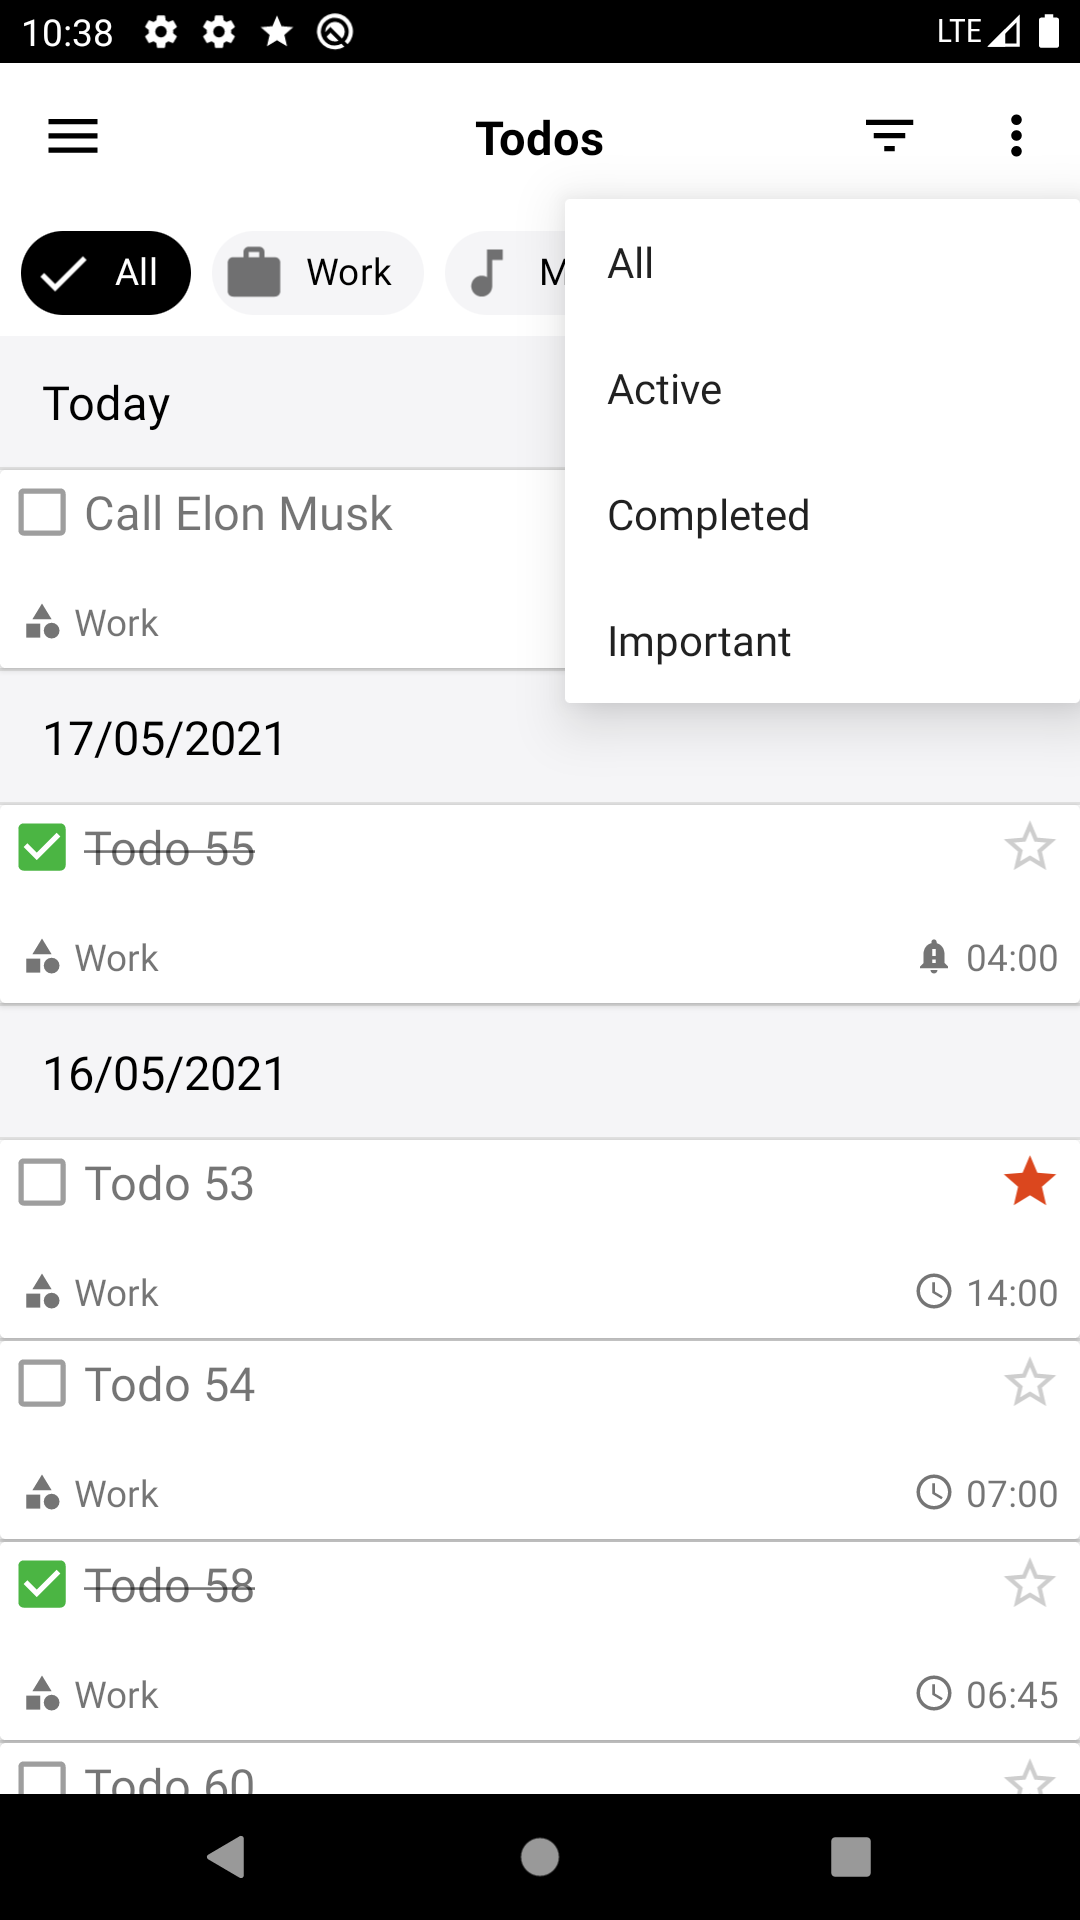 10:38
LTE
Todos
All
Work
M
All
Active
Completed
Important
Today
Call Elon Musk
Work
17/05/2021
Todo 55
Work
04:00
16/05/2021
Todo 53
Work
14:00
Todo 54
Work
07:00
Todo 58
Work
06:45
Todo 60